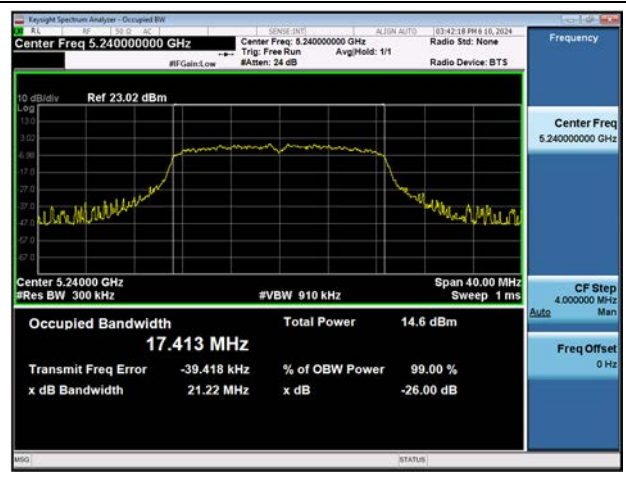 Keysight Spectrum Analyzer - Occupied BW
RL RF 50 Ω AC SENSE:INT ALIGN AUTO 03:42:18 PM 6 10, 2024
Center Freq 5.240000000 GHz
Center Freq: 5.240000000 GHz
Radio Std: None
Trig: Free Run Avg|Hold: 1/1
#IFGain:Low
#Atten: 24 dB
Radio Device: BTS
Frequency
10 dB/div Ref 23.02 dBm
Log
13.0
3.02
-6.98
-17.0
-27.0
-37.0
-47.0
-57.0
-67.0
Center 5.24000 GHz
Span 40.00 MHz
#Res BW 300 kHz
#VBW 910 kHz
Sweep 1 ms
Center Freq
5.240000000 GHz
CF Step
4.000000 MHz
Auto Man
Freq Offset
0 Hz
Occupied Bandwidth
Total Power 14.6 dBm
17.413 MHz
Transmit Freq Error -39.418 kHz
% of OBW Power 99.00 %
x dB Bandwidth 21.22 MHz
x dB -26.00 dB
MSG
STATUS